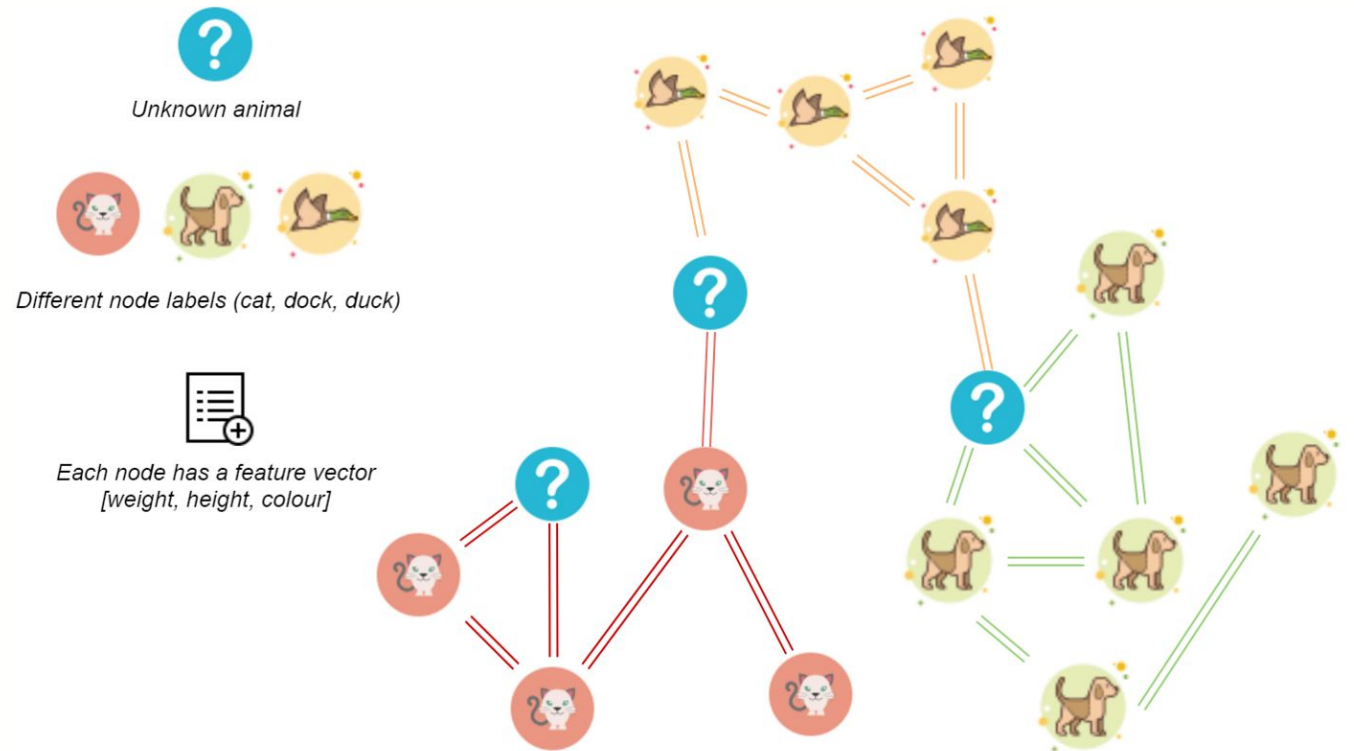 ?
Unknown animal
Different node labels (cat, dock, duck)
Each node has a feature vector
[weight, height, colour]
?
?
?